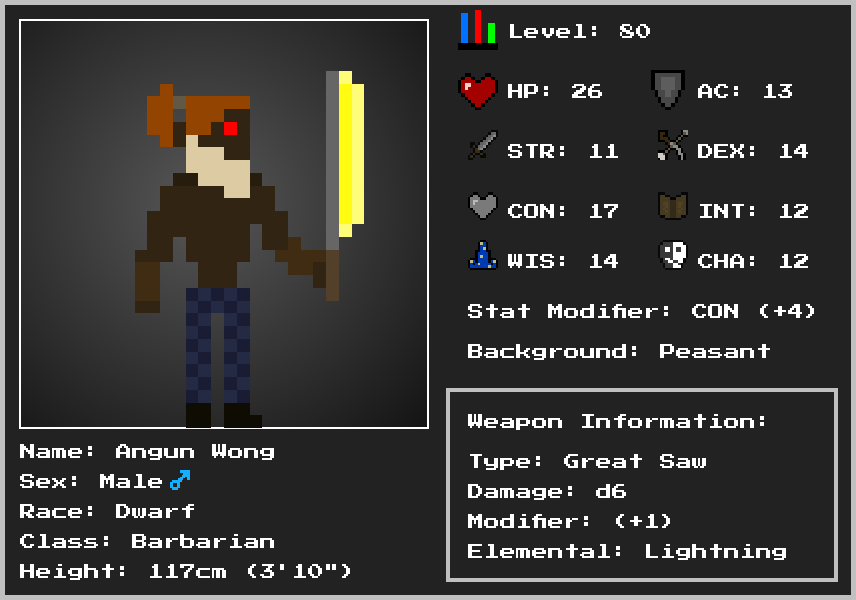 Level: 80
HP: 26
AC: 13
STR: 11
DEX: 14
CON: 17
INT: 12
WIS: 14
CHA: 12
Stat Modifier: CON (+4)
Background: Peasant
Name: Angun Wong
Sex: Male♂
Race: Dwarf
Class: Barbarian
Height: 117cm (3'10")
Weapon Information:
Type: Great Saw
Damage: d6
Modifier: (+1)
Elemental: Lightning